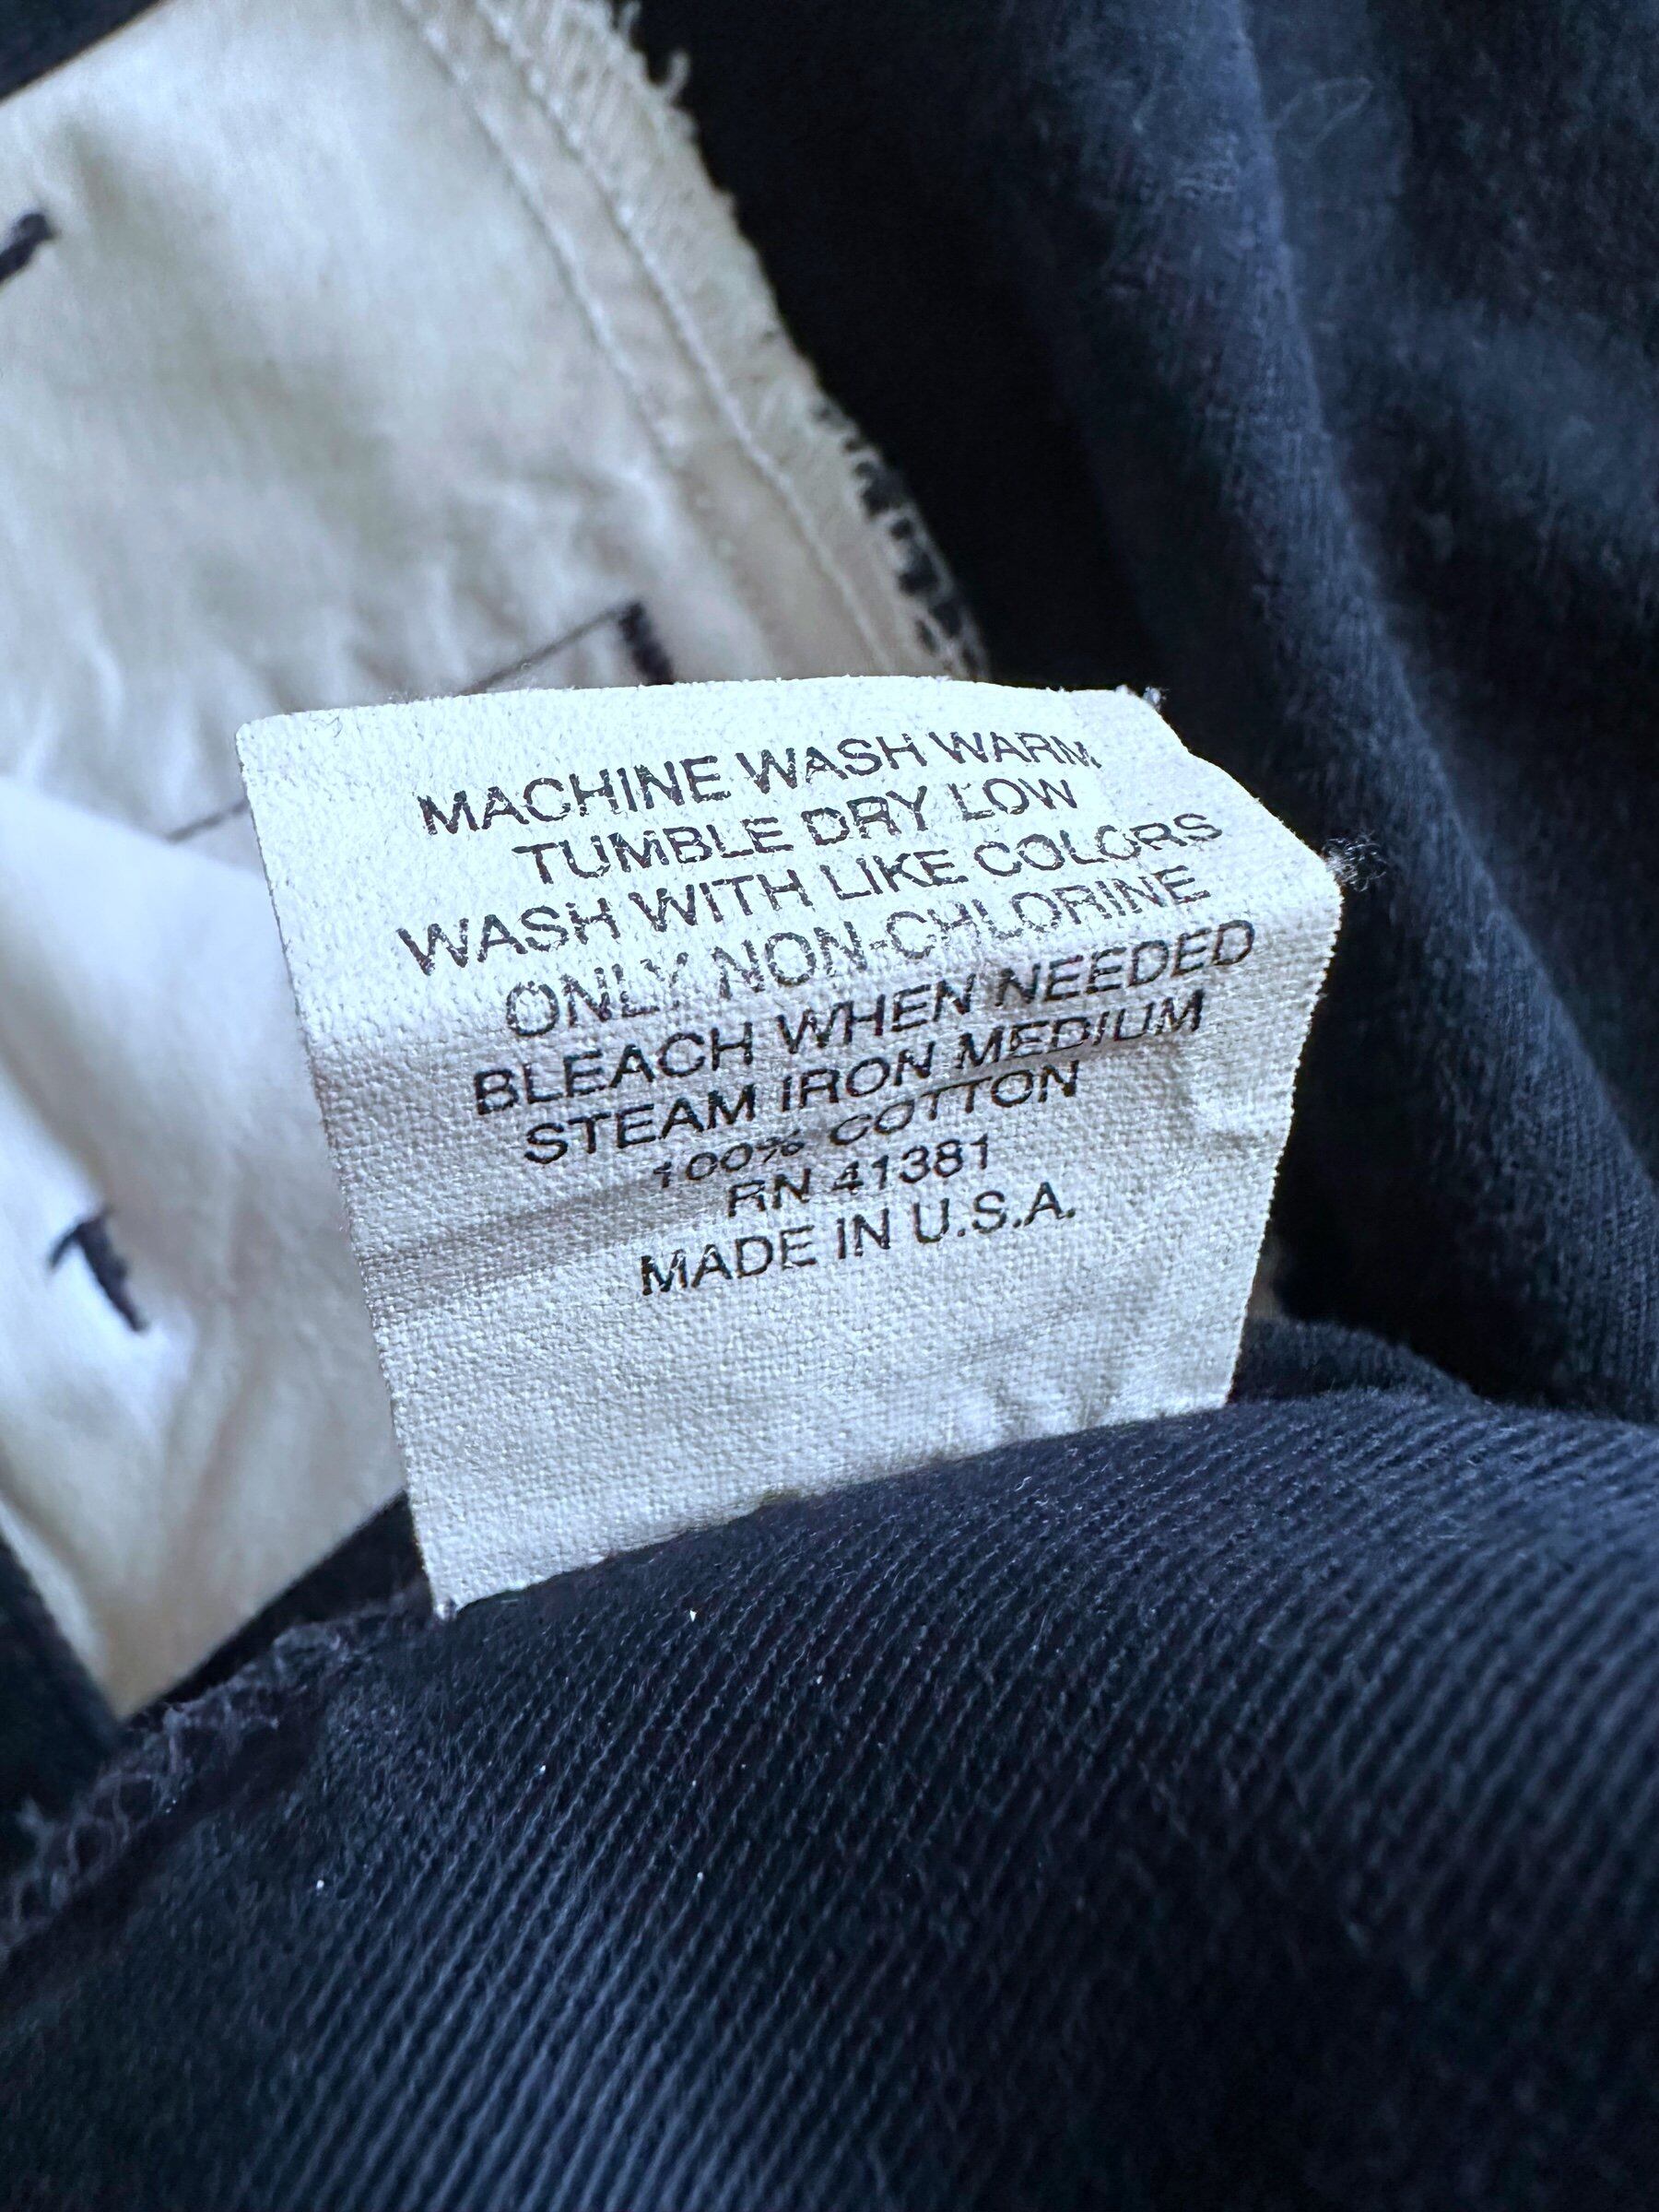 MACHINE WASH WARM
TUMBLE DRY LOW
WASH WITH LIKE COLORS
ONLY NON-CHLORINE
BLEACH WHEN NEEDED
STEAM IRON MEDIUM
100% COTTON
RN 41381
MADE IN U.S.A.